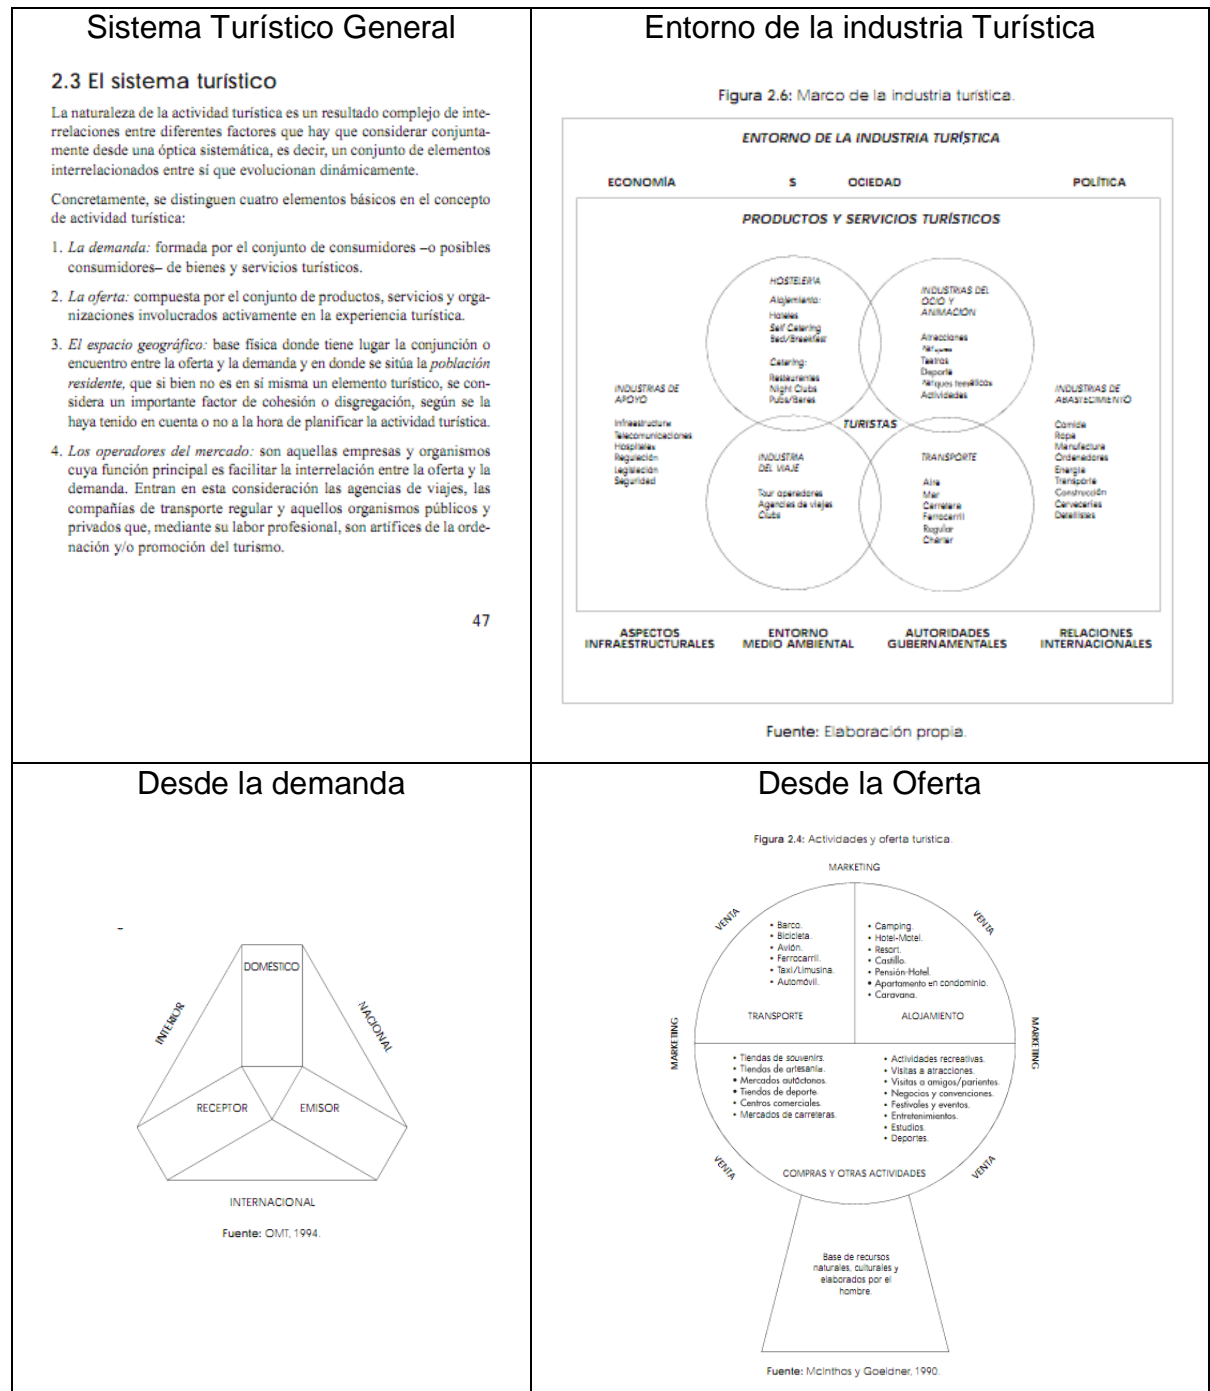 Sistema Turístico General
2.3 El sistema turístico
La naturaleza de la actividad turística es un resultado complejo de inte-
rrelaciones entre diferentes factores que hay que considerar conjunta-
mente desde una óptica sistemática, es decir, un conjunto de elementos
interrelacionados entre sí que evolucionan dinámicamente.
Concretamente, se distinguen cuatro elementos básicos en el concepto
de actividad turística:
1. La demanda: formada por el conjunto de consumidores –o posibles
consumidores– de bienes y servicios turísticos.
2. La oferta: compuesta por el conjunto de productos, servicios y orga-
nizaciones involucrados activamente en la experiencia turística.
3. El espacio geográfico: base física donde tiene lugar la conjunción o
encuentro entre la oferta y la demanda y en donde se sitúa la población
residente, que si bien no es en sí misma un elemento turístico, se con-
sidera un importante factor de cohesión o disgregación, según se la
haya tenido en cuenta o no a la hora de planificar la actividad turística.
4. Los operadores del mercado: son aquellas empresas y organismos
cuya función principal es facilitar la interrelación entre la oferta y la
demanda. Entran en esta consideración las agencias de viajes, las
compañías de transporte regular y aquellos organismos públicos y
privados que, mediante su labor profesional, son artífices de la orde-
nación y/o promoción del turismo.
47
Entorno de la industria Turística
Figura 2.6: Marco de la industria turística.
ENTORNO DE LA INDUSTRIA TURÍSTICA
ECONOMÍA S OCIEDAD POLÍTICA
PRODUCTOS Y SERVICIOS TURÍSTICOS
HOSTELERÍA
Alojamiento:
Hoteles
Self Catering
Bed/Breakfast
Catering:
Restaurantes
Night Clubs
Pubs/Bares
INDUSTRIAS DEL
OCIO Y
ANIMACIÓN
Atracciones
Parques
Teatros
Deporte
Parques temáticos
Actividades
INDUSTRIAS DE
APOYO
Infraestructura
Telecomunicaciones
Hospitales
Regulación
Legislación
Seguridad
TURISTAS
INDUSTRIAS DE
ABASTECIMIENTO
Comida
Ropa
Manufactura
Ordenadores
Energía
Transporte
Construcción
Cervecerías
Detallistas
INDUSTRIA
DEL VIAJE
Tour operadores
Agencias de viajes
Clubs
TRANSPORTE
Aire
Mar
Carretera
Ferrocarril
Regular
Charter
ASPECTOS
INFRAESTRUCTURALES
ENTORNO
MEDIO AMBIENTAL
AUTORIDADES
GUBERNAMENTALES
RELACIONES
INTERNACIONALES
Fuente: Elaboración propia.
Desde la demanda
DOMÉSTICO
INTERIOR
NACIONAL
RECEPTOR
EMISOR
INTERNACIONAL
Fuente: OMT, 1994.
Desde la Oferta
Figura 2.4: Actividades y oferta turística.
MARKETING
VENTA
VENTA
• Barco.
• Bicicleta.
• Avión.
• Ferrocarril.
• Taxi/Limusina.
• Automóvil.
TRANSPORTE
• Camping.
• Hotel-Motel.
• Resort.
• Castillo.
• Pensión-Hotel.
• Apartamento en condominio.
• Caravana.
ALOJAMIENTO
MARKETING
MARKETING
• Tiendas de souvenirs.
• Tiendas de artesanía.
• Mercados autóctonos.
• Tiendas de deporte.
• Centros comerciales.
• Mercados de carreteras.
• Actividades recreativas.
• Visitas a atracciones.
• Visitas a amigos/parientes.
• Negocios y convenciones.
• Festivales y eventos.
• Entretenimientos.
• Estudios.
• Deportes.
VENTA
VENTA
COMPRAS Y OTRAS ACTIVIDADES
Base de recursos
naturales, culturales y
elaborados por el
hombre.
Fuente: McInthos y Goeldner, 1990.